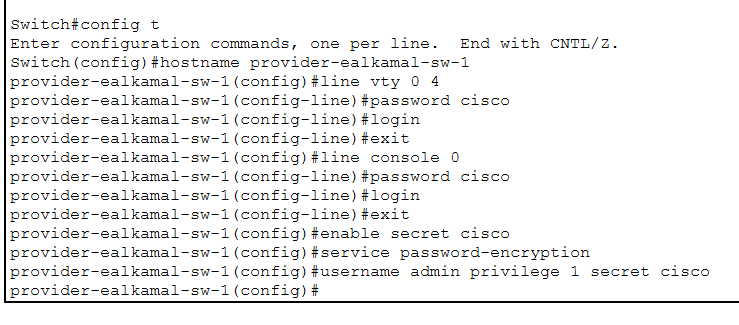 Switch#config t
Enter configuration commands, one per line.  End with CNTL/Z.
Switch(config)#hostname provider-ealkamal-sw-1
provider-ealkamal-sw-1(config)#line vty 0 4
provider-ealkamal-sw-1(config-line)#password cisco
provider-ealkamal-sw-1(config-line)#login
provider-ealkamal-sw-1(config-line)#exit
provider-ealkamal-sw-1(config)#line console 0
provider-ealkamal-sw-1(config-line)#password cisco
provider-ealkamal-sw-1(config-line)#login
provider-ealkamal-sw-1(config-line)#exit
provider-ealkamal-sw-1(config)#enable secret cisco
provider-ealkamal-sw-1(config)#service password-encryption
provider-ealkamal-sw-1(config)#username admin privilege 1 secret cisco
provider-ealkamal-sw-1(config)#